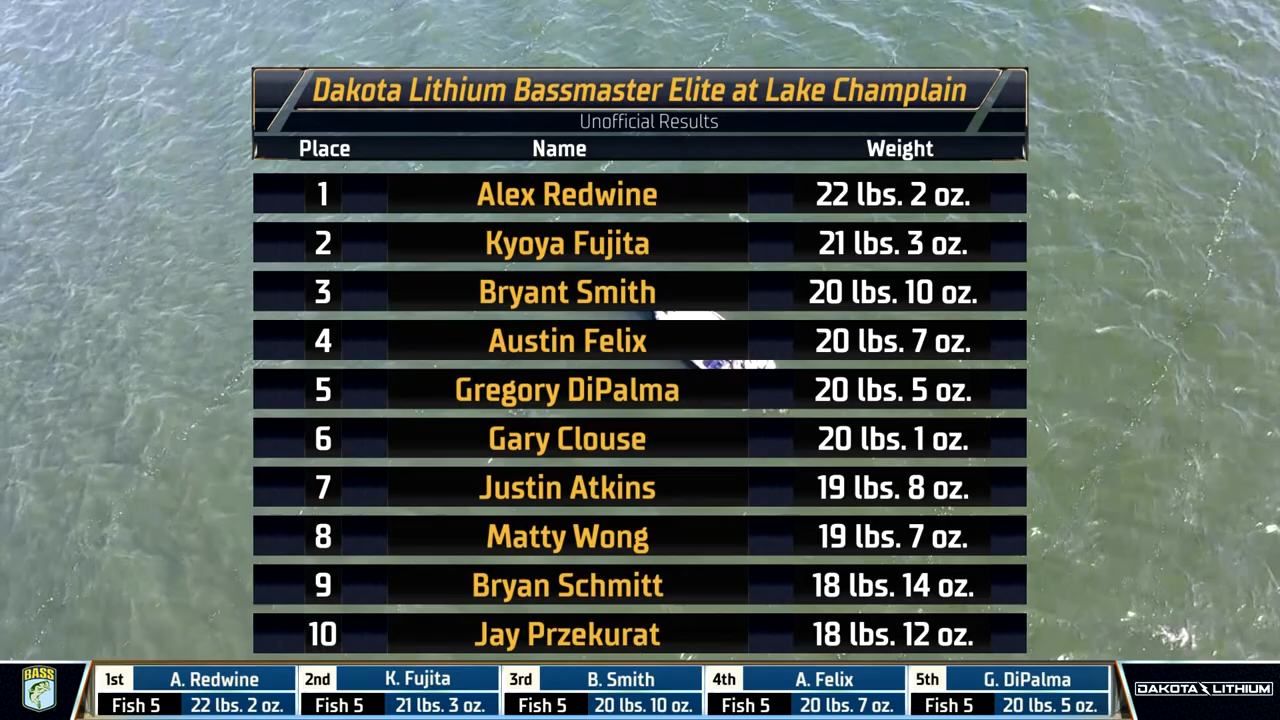 Dakota Lithium Bassmaster Elite at Lake Champlain
Unofficial Results
Place Name Weight
1 Alex Redwine 22 lbs. 2 oz.
2 Kyoya Fujita 21 lbs. 3 oz.
3 Bryant Smith 20 lbs. 10 oz.
4 Austin Felix 20 lbs. 7 oz.
5 Gregory DiPalma 20 lbs. 5 oz.
6 Gary Clouse 20 lbs. 1 oz.
7 Justin Atkins 19 lbs. 8 oz.
8 Matty Wong 19 lbs. 7 oz.
9 Bryan Schmitt 18 lbs. 14 oz.
10 Jay Przekurat 18 lbs. 12 oz.
BASS
1st A. Redwine 2nd K. Fujita 3rd B. Smith 4th A. Felix 5th G. DiPalma
Fish 5 22 lbs. 2 oz. Fish 5 21 lbs. 3 oz. Fish 5 20 lbs. 10 oz. Fish 5 20 lbs. 7 oz. Fish 5 20 lbs. 5 oz.
DAKOTA LITHIUM